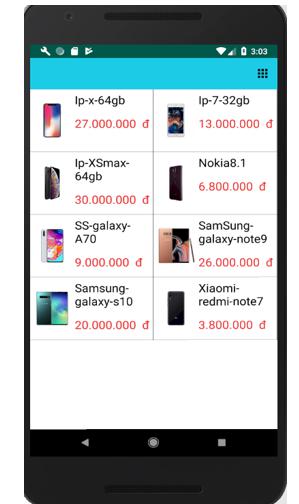 3:03
Ip-x-64gb
27.000.000 đ
Ip-7-32gb
13.000.000 đ
Ip-XSmax-
64gb
30.000.000 đ
Nokia8.1
6.800.000 đ
SS-galaxy-
A70
9.000.000 đ
SamSung-
galaxy-note9
26.000.000 đ
Samsung-
galaxy-s10
20.000.000 đ
Xiaomi-
redmi-note7
3.800.000 đ